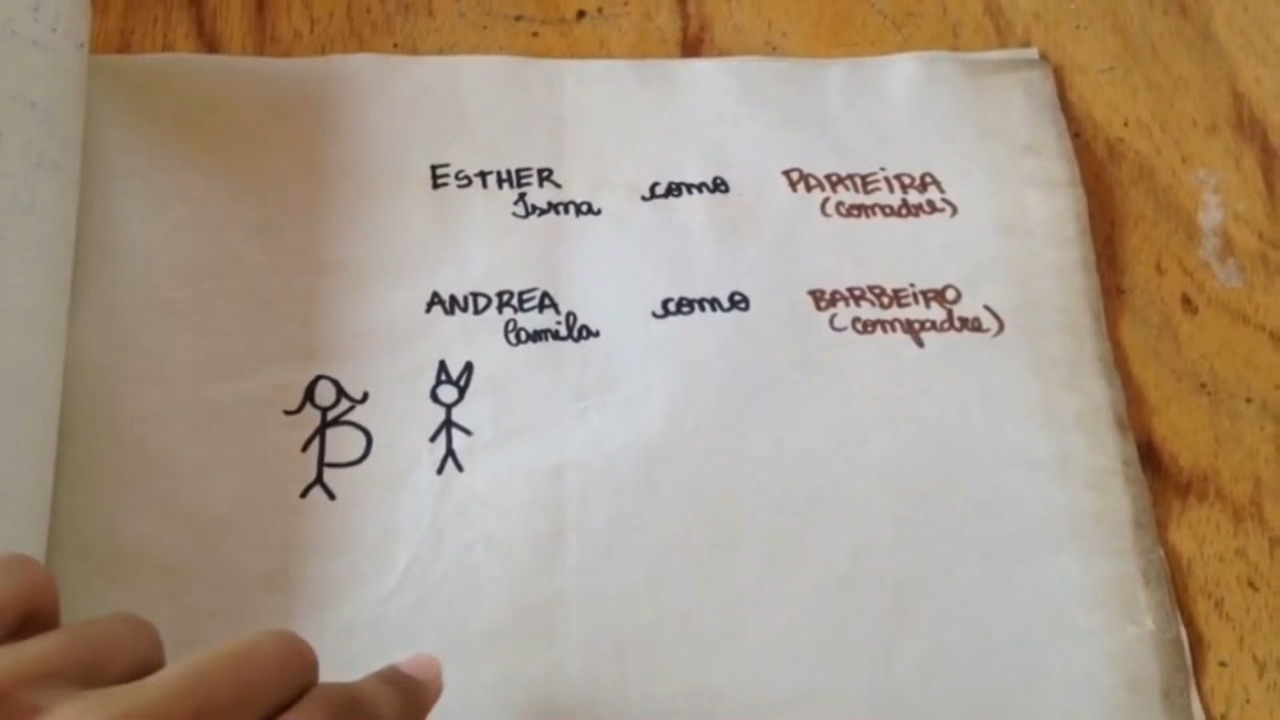 ESTHER como PARTEiRA
Isma (comadre)
ANDREA como BARBEiRO
Camila (compadre)